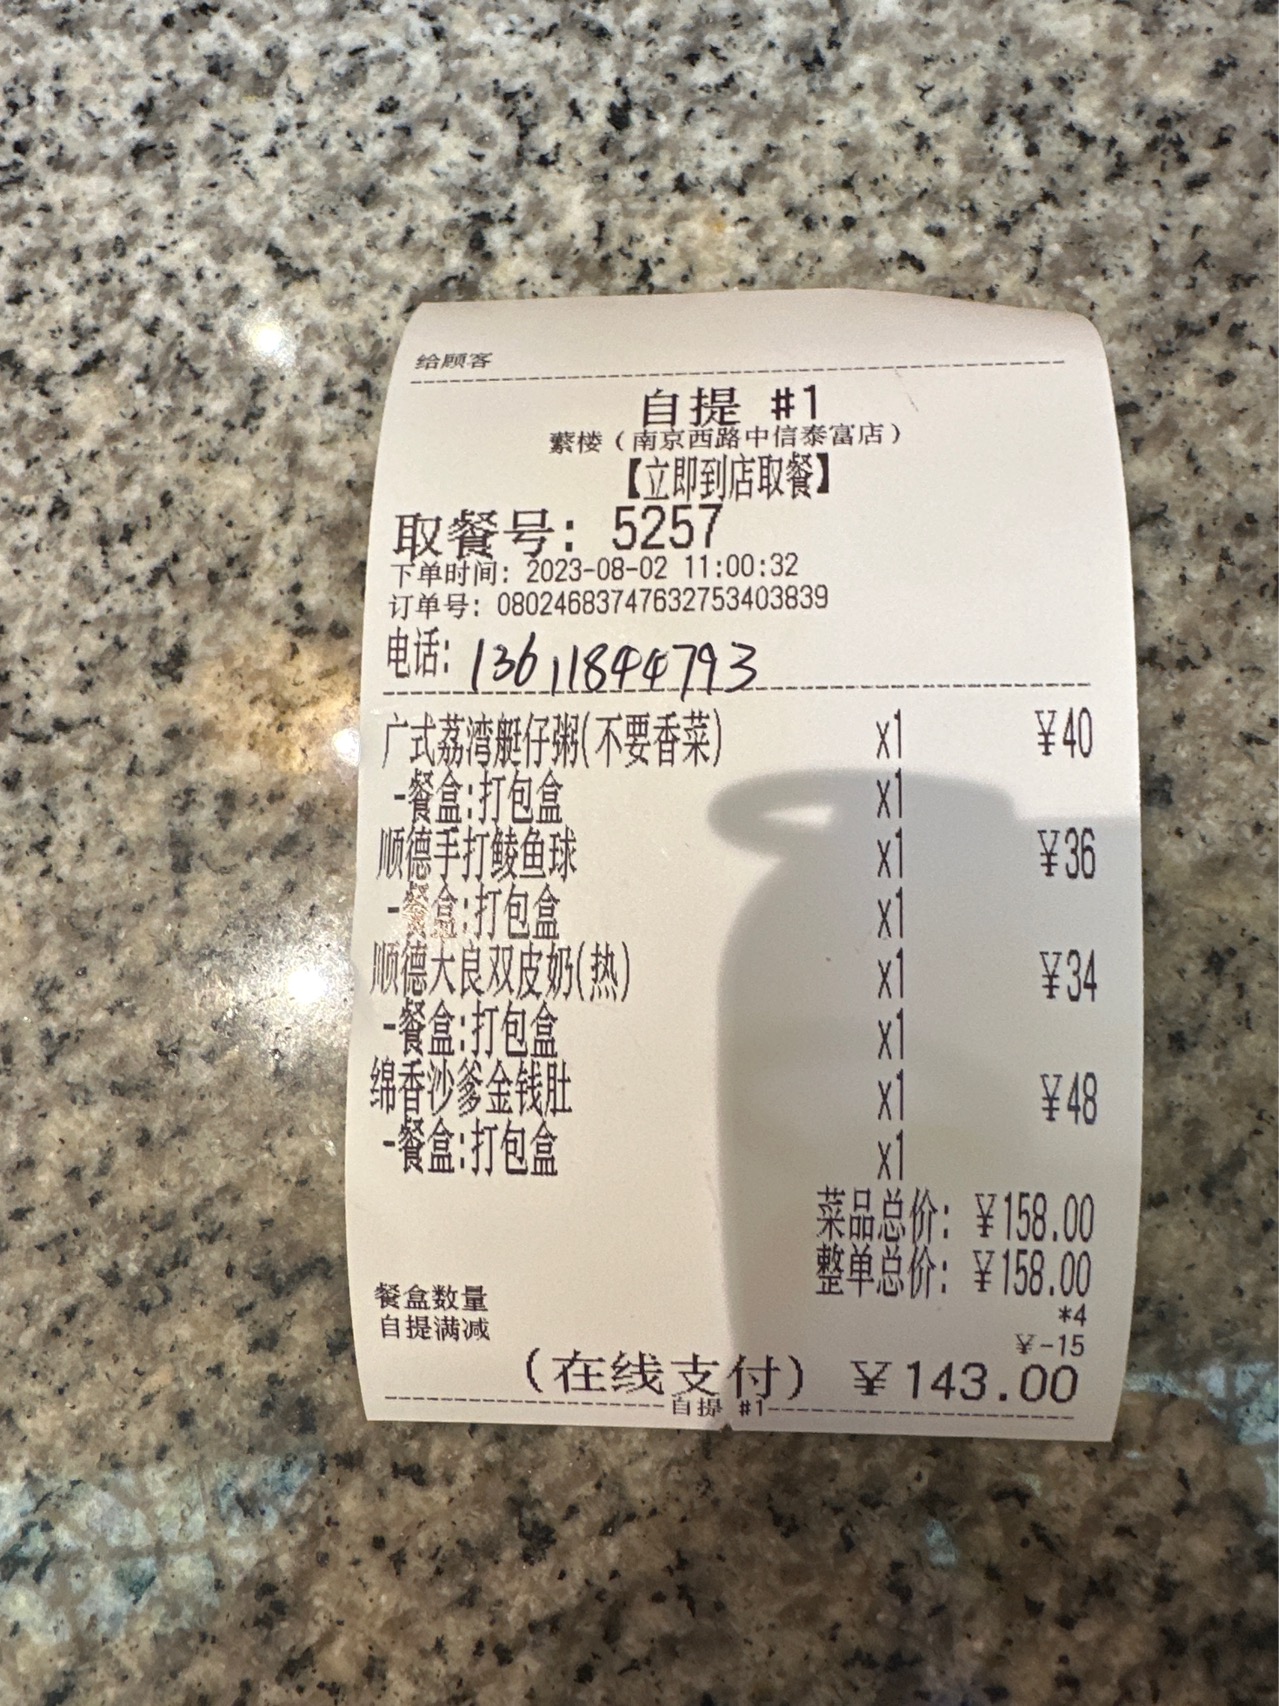 给顾客
自提 #1
蘩楼（南京西路中信泰富店）
【立即到店取餐】
取餐号: 5257
下单时间: 2023-08-02 11:00:32
订单号: 08024683747632753403839
电话: 13611844793
广式荔湾艇仔粥(不要香菜) x1 ￥40
-餐盒:打包盒 x1
顺德手打鲮鱼球 x1 ￥36
-餐盒:打包盒 x1
顺德大良双皮奶(热) x1 ￥34
-餐盒:打包盒 x1
绵香沙爹金钱肚 x1 ￥48
-餐盒:打包盒 x1
菜品总价: ￥158.00
整单总价: ￥158.00
餐盒数量 *4
自提满减 ￥-15
(在线支付) ￥143.00
自提 #1